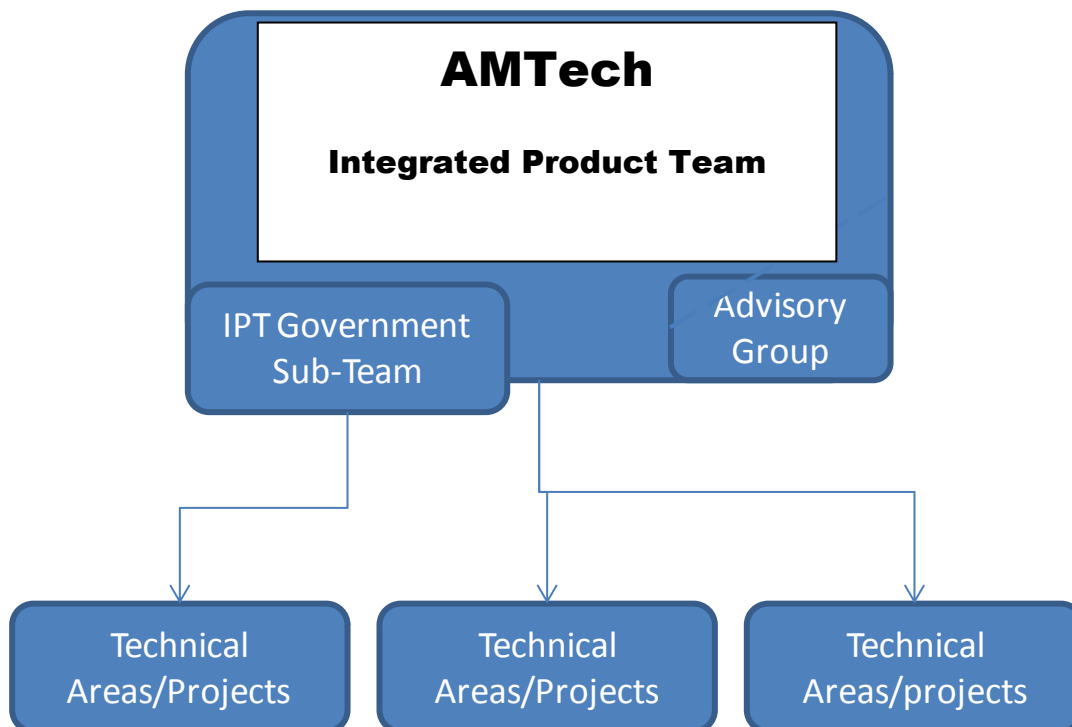 AMTech
Integrated Product Team
IPT Government
Sub-Team
Advisory
Group
Technical
Areas/Projects
Technical
Areas/Projects
Technical
Areas/projects